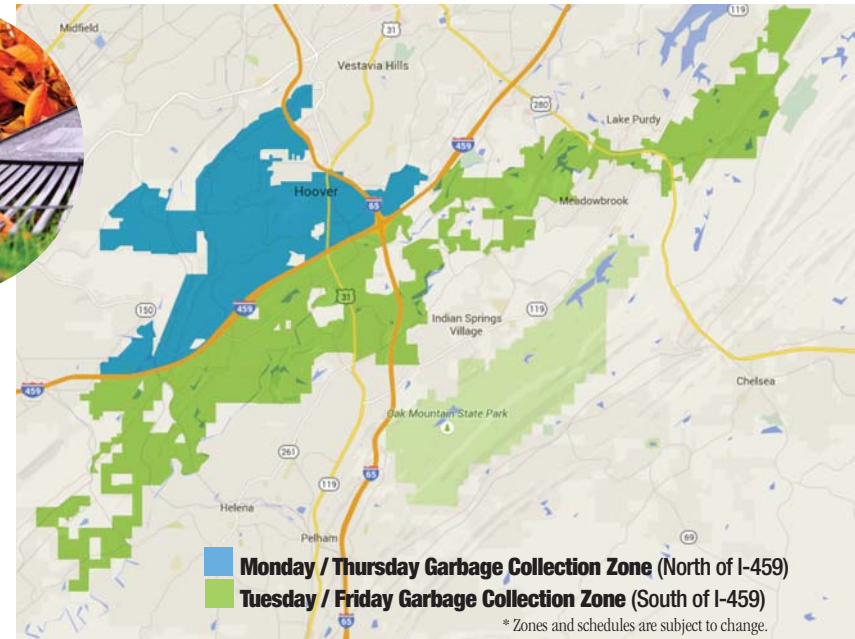 119
Midfield
31
Vestavia Hills
280
Lake Purdy
459
Hoover
65
Meadowbrook
31
459
150
119
Indian Springs
Village
459
Chelsea
Oak Mountain State Park
261
65
119
Helena
Pelham
69
Monday / Thursday Garbage Collection Zone (North of I-459)
Tuesday / Friday Garbage Collection Zone (South of I-459)
* Zones and schedules are subject to change.
65